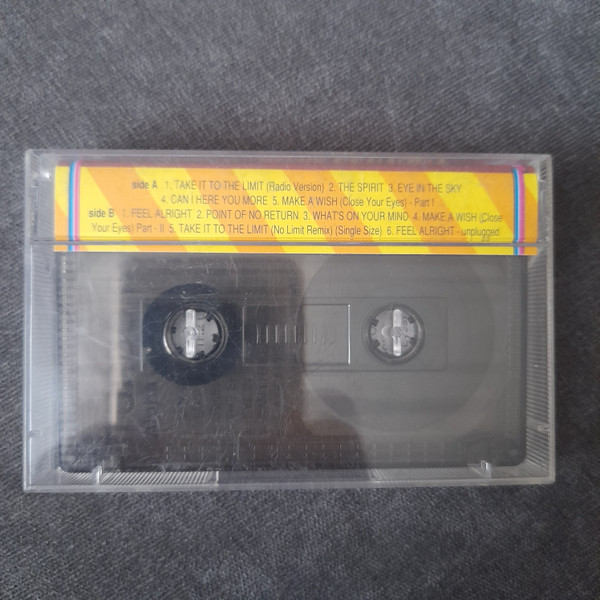 side A 1. TAKE IT TO THE LIMIT (Radio Version) 2. THE SPIRIT 3. EYE IN THE SKY
4. CAN I HERE YOU MORE 5. MAKE A WISH (Close Your Eyes) - Part I
side B 1. FEEL ALRIGHT 2. POINT OF NO RETURN 3. WHAT'S ON YOUR MIND 4. MAKE A WISH (Close
Your Eyes) Part - II 5. TAKE IT TO THE LIMIT (No Limit Remix) (Single Size) 6. FEEL ALRIGHT - unplugged